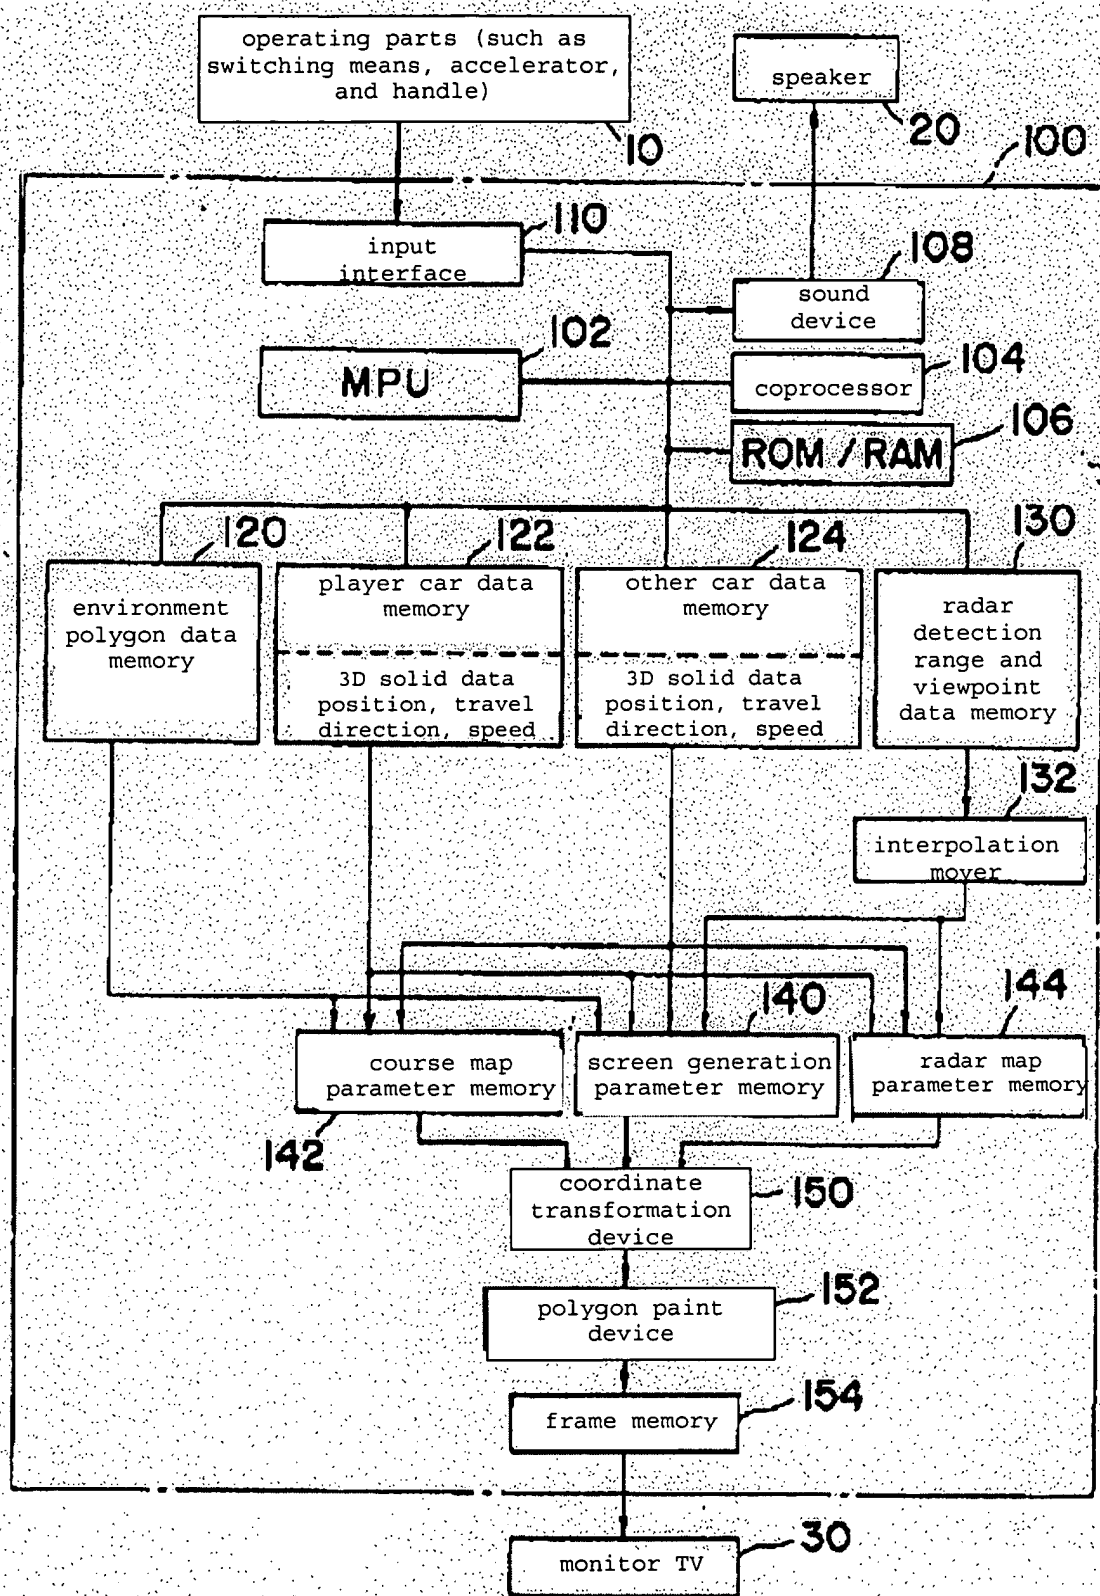 operating parts (such as
switching means, accelerator,
and handle)
10
speaker
20
100
input
interface
110
sound
device
108
MPU
102
coprocessor
104
ROM / RAM
106
120
122
124
130
environment
polygon data
memory
player car data
memory
3D solid data
position, travel
direction, speed
other car data
memory
3D solid data
position, travel
direction, speed
radar
detection
range and
viewpoint
data memory
132
interpolation
mover
course map
parameter memory
142
140
screen generation
parameter memory
144
radar map
parameter memory
coordinate
transformation
device
150
polygon paint
device
152
frame memory
154
monitor TV
30